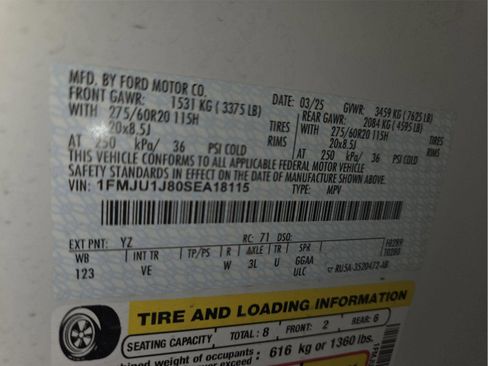 MFD. BY FORD MOTOR CO.
DATE: 03/25 GVWR: 3459 KG (7625 LB)
FRONT GAWR: 1531 KG (3375 LB) REAR GAWR: 2084 KG (4595 LB)
WITH 275/60R20 115H TIRES WITH 275/60R20 115H TIRES
20x8.5J RIMS 20x8.5J RIMS
AT 250 kPa/ 36 PSI COLD AT 250 kPa/ 36 PSI COLD
THIS VEHICLE CONFORMS TO ALL APPLICABLE FEDERAL MOTOR VEHICLE
SAFETY STANDARDS IN EFFECT ON THE DATE OF MANUFACTURE SHOWN ABOVE.
VIN: 1FMJU1J80SEA18115 TYPE: MPV
EXT PNT: YZ RC: 71 DSO:
WB INT TR TP/PS R AXLE TR SPR
123 VE W 3L U GGAA
ULC
TIRE AND LOADING INFORMATION
SEATING CAPACITY TOTAL: 8 FRONT: 2 REAR: 6
weight of occupants
616 kg or 1360 lbs.